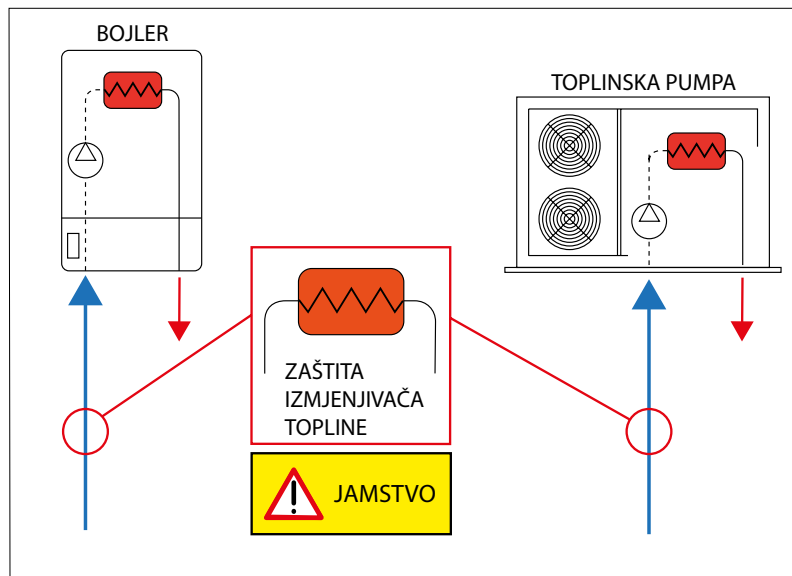 BOJLER
TOPLINSKA PUMPA
ZAŠTITA
IZMJENJIVAČA
TOPLINE
JAMSTVO